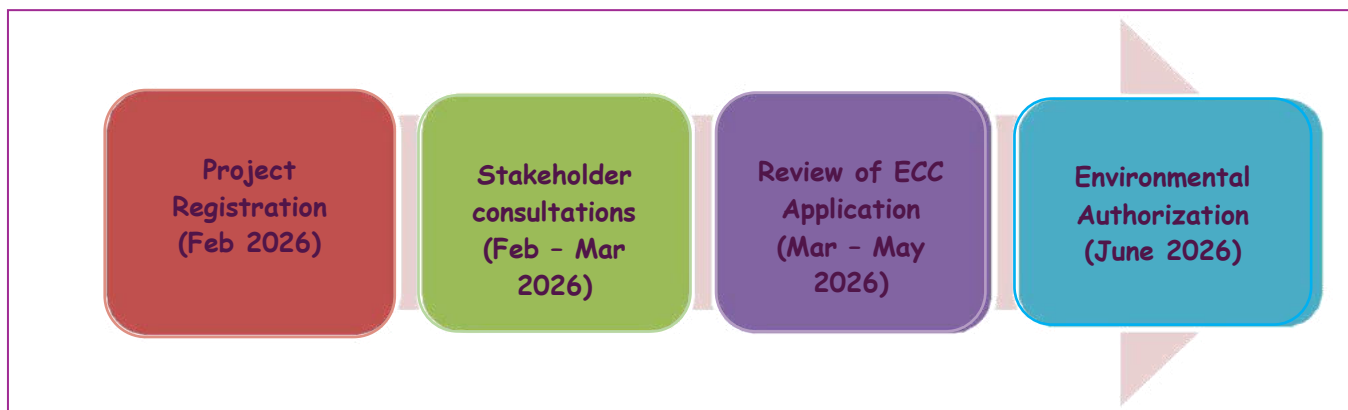 Project
Registration
(Feb 2026)
Stakeholder
consultations
(Feb – Mar
2026)
Review of ECC
Application
(Mar – May
2026)
Environmental
Authorization
(June 2026)